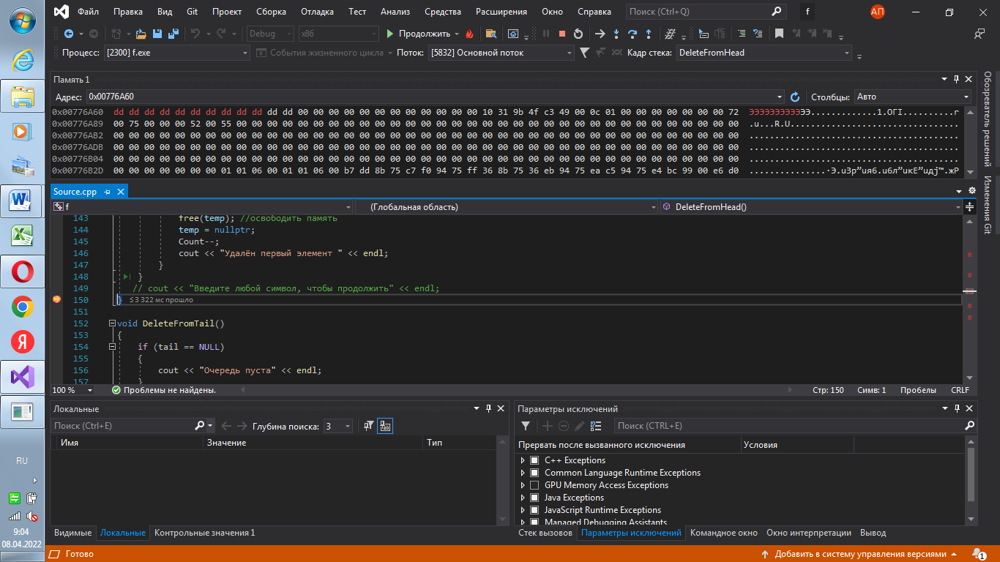 Файл Правка Вид Git Проект Сборка Отладка Тест Анализ Средства Расширения Окно Справка Поиск (Ctrl+Q) f АП
Debug x86 Продолжить
Процесс: [2300] f.exe События жизненного цикла Поток: [5832] Основной поток Кадр стека: DeleteFromHead
Память 1
Адрес: 0x00776A60 Столбцы: Авто
0x00776A60 dd dd dd dd dd dd dd dd dd dd dd dd 00 00 00 00 00 00 00 00 00 00 00 00 10 31 9b 4f c3 49 00 0c 01 00 00 00 00 00 00 00 72 ЭЭЭЭЭЭЭЭЭЭЭЭ............1.ОГI..........r
0x00776A89 00 75 00 00 00 52 00 55 00 00 00 00 00 00 00 00 00 00 00 00 00 00 00 00 00 00 00 00 00 00 00 00 00 00 00 00 00 00 00 00 00 .u...R.U.................................
0x00776AB2 00 00 00 00 00 00 00 00 00 00 00 00 00 00 00 00 00 00 00 00 00 00 00 00 00 00 00 00 00 00 00 00 00 00 00 00 00 00 00 00 00 .........................................
0x00776ADB 00 00 00 00 00 00 00 00 00 00 00 00 00 00 00 00 00 00 00 00 00 00 00 00 00 00 00 00 00 00 00 00 00 00 00 00 00 00 00 00 00 .........................................
0x00776B04 00 00 00 00 00 00 00 00 00 00 00 00 00 00 00 00 00 00 00 00 00 00 00 00 00 00 00 00 00 00 00 00 00 00 00 00 00 00 00 00 00 .........................................
0x00776B2D 00 00 00 00 00 00 00 01 01 06 00 01 01 06 00 b7 dd 8b 75 c7 f0 94 75 ff 36 8b 75 36 eb 94 75 ea c5 94 75 e4 bc 99 00 e6 d0
Обозреватель решений
Изменения Git
Source.cpp
f (Глобальная область) DeleteFromHead()
143 free(temp); //освободить память
144 temp = nullptr;
145 Count--;
146 cout << "Удалён первый элемент " << endl;
147 }
148 }
149 // cout << "Введите любой символ, чтобы продолжить" << endl;
150 } ≤3 322 мс прошло
151
152 void DeleteFromTail()
153 {
154 if (tail == NULL)
155 {
156 cout << "Очередь пуста" << endl;
157 }
100 % Проблемы не найдены. Стр: 150 Симв: 1 Пробелы CRLF
Локальные
Поиск (Ctrl+E) Глубина поиска: 3
Имя Значение Тип
Видимые Локальные Контрольные значения 1
Параметры исключений
Поиск (CTRL+E)
Прервать после вызванного исключения Условия
C++ Exceptions
Common Language Runtime Exceptions
GPU Memory Access Exceptions
Java Exceptions
JavaScript Runtime Exceptions
Managed Debugging Assistants
Стек вызовов Параметры исключений Командное окно Окно интерпретации Вывод
Готово Добавить в систему управления версиями 1
RU
9:04
08.04.2022